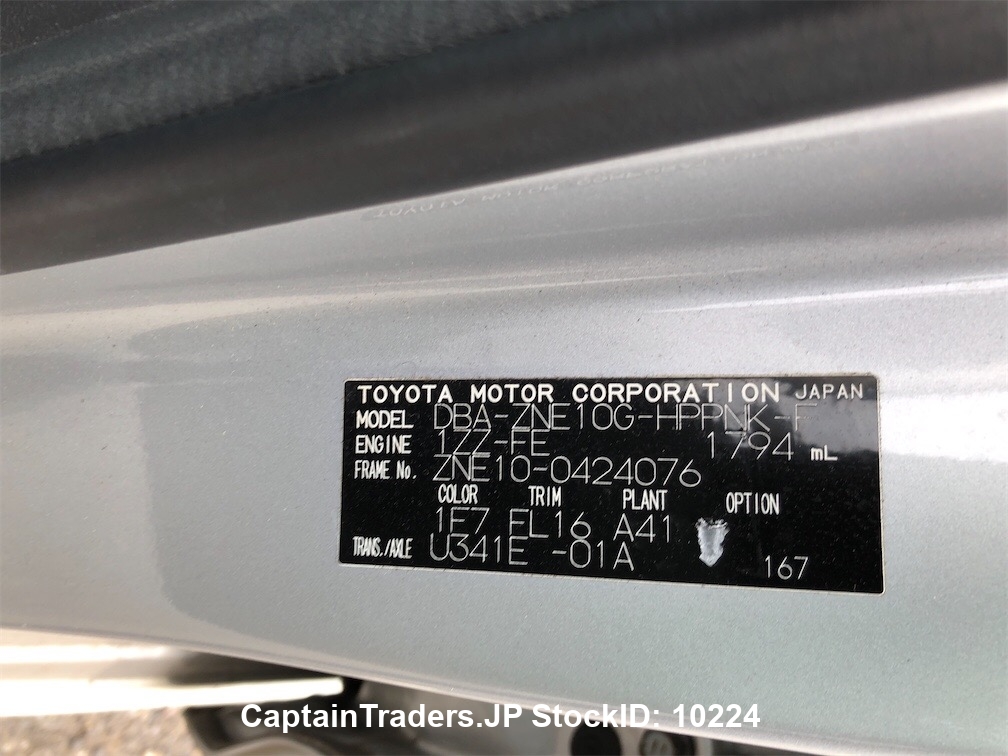 TOYOTA MOTOR CORPORATION JAPAN
MODEL DBA-ZNE10G-HPPNK-F
ENGINE 1ZZ-FE 1794 mL
FRAME No. ZNE10-0424076
COLOR TRIM PLANT OPTION
1E7 FL16 A41
TRANS./AXLE U341E -01A 167
CaptainTraders.JP StockID: 10224